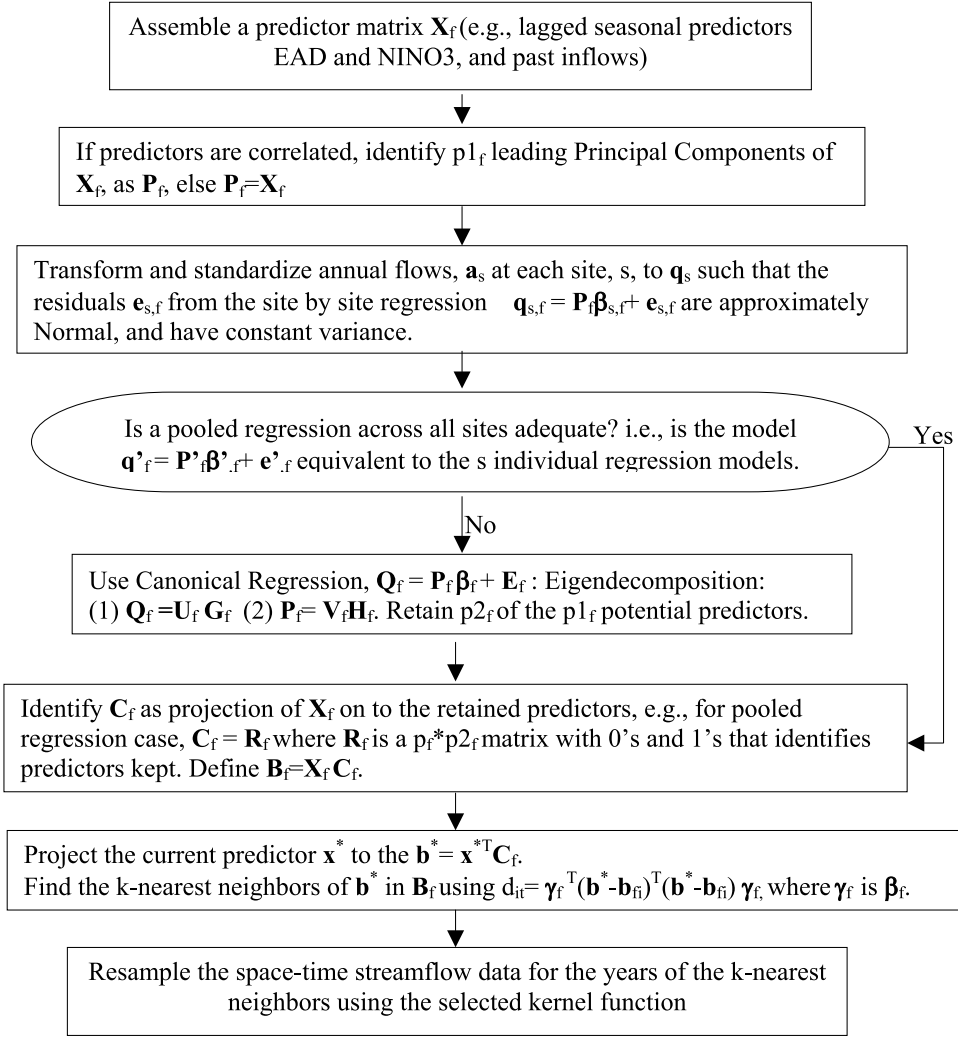 Assemble a predictor matrix X_f (e.g., lagged seasonal predictors
EAD and NINO3, and past inflows)
If predictors are correlated, identify p1_f leading Principal Components of
X_f, as P_f, else P_f=X_f
Transform and standardize annual flows, a_s at each site, s, to q_s such that the
residuals e_s,f from the site by site regression q_s,f = P_fβ_s,f+ e_s,f are approximately
Normal, and have constant variance.
Is a pooled regression across all sites adequate? i.e., is the model
q'_f = P'_fβ'_.f+ e'_.f equivalent to the s individual regression models.
Yes
No
Use Canonical Regression, Q_f = P_f β_f + E_f : Eigendecomposition:
(1) Q_f =U_f G_f (2) P_f= V_fH_f. Retain p2_f of the p1_f potential predictors.
Identify C_f as projection of X_f on to the retained predictors, e.g., for pooled
regression case, C_f = R_f where R_f is a p_f*p2_f matrix with 0's and 1's that identifies
predictors kept. Define B_f=X_f C_f.
Project the current predictor x^* to the b^*= x^*T C_f.
Find the k-nearest neighbors of b^* in B_f using d_it= γ_f ^T(b^*-b_fi)^T(b^*-b_fi) γ_f, where γ_f is β_f.
Resample the space-time streamflow data for the years of the k-nearest
neighbors using the selected kernel function